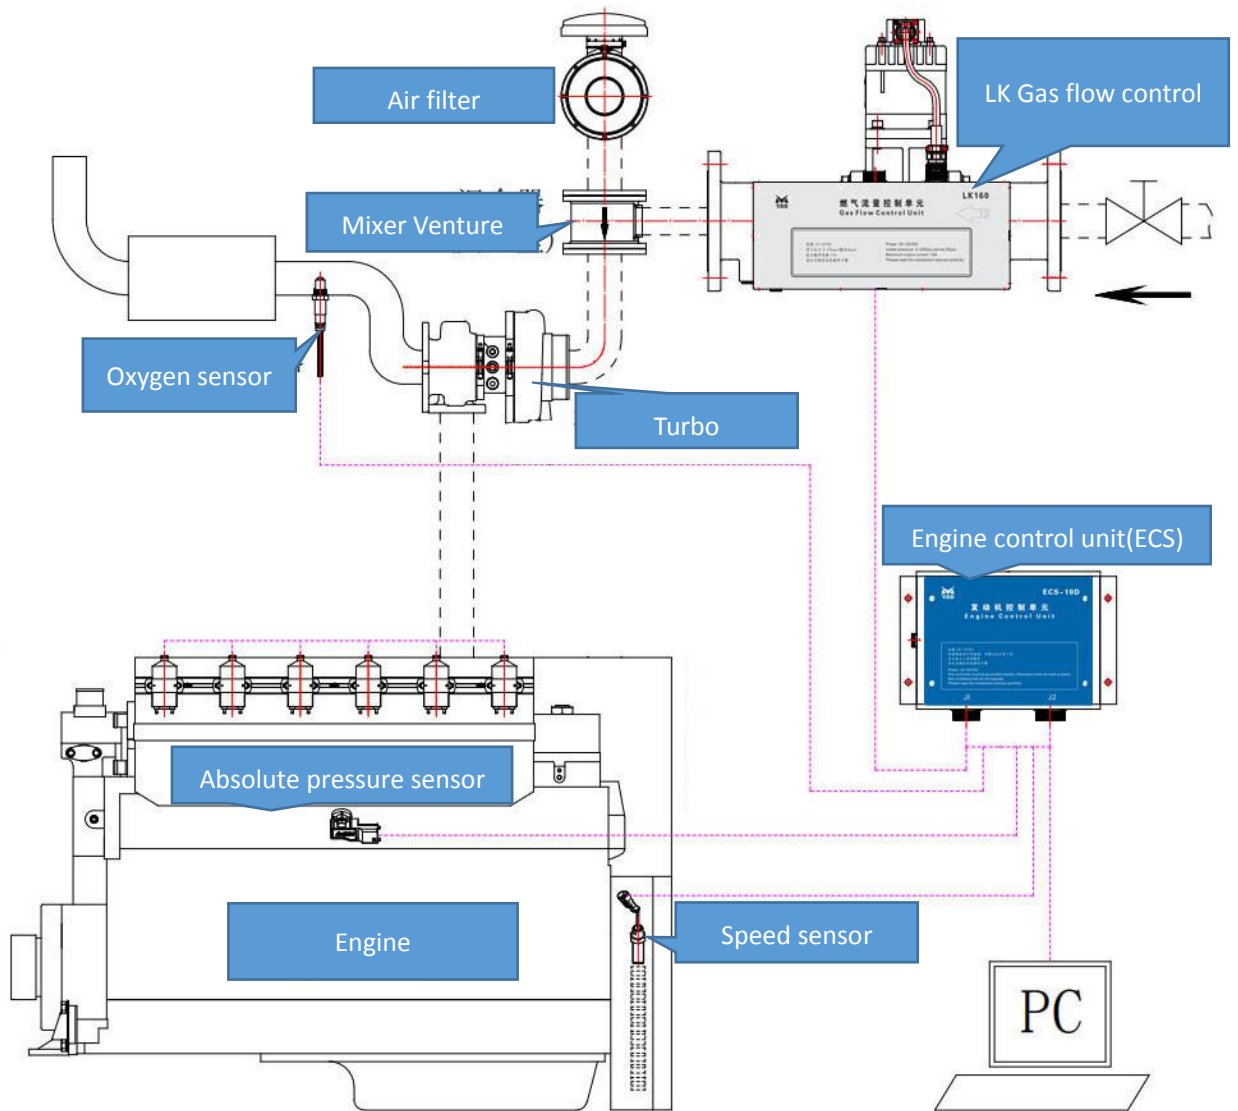 Air filter
LK Gas flow control
Mixer Venture
YSD
LK160
燃气流量控制单元
Gas Flow Control Unit
Oxygen sensor
Turbo
Engine control unit(ECS)
YSD
ECS-10D
发动机控制单元
Engine Control Unit
J1
J2
Absolute pressure sensor
Engine
Speed sensor
PC